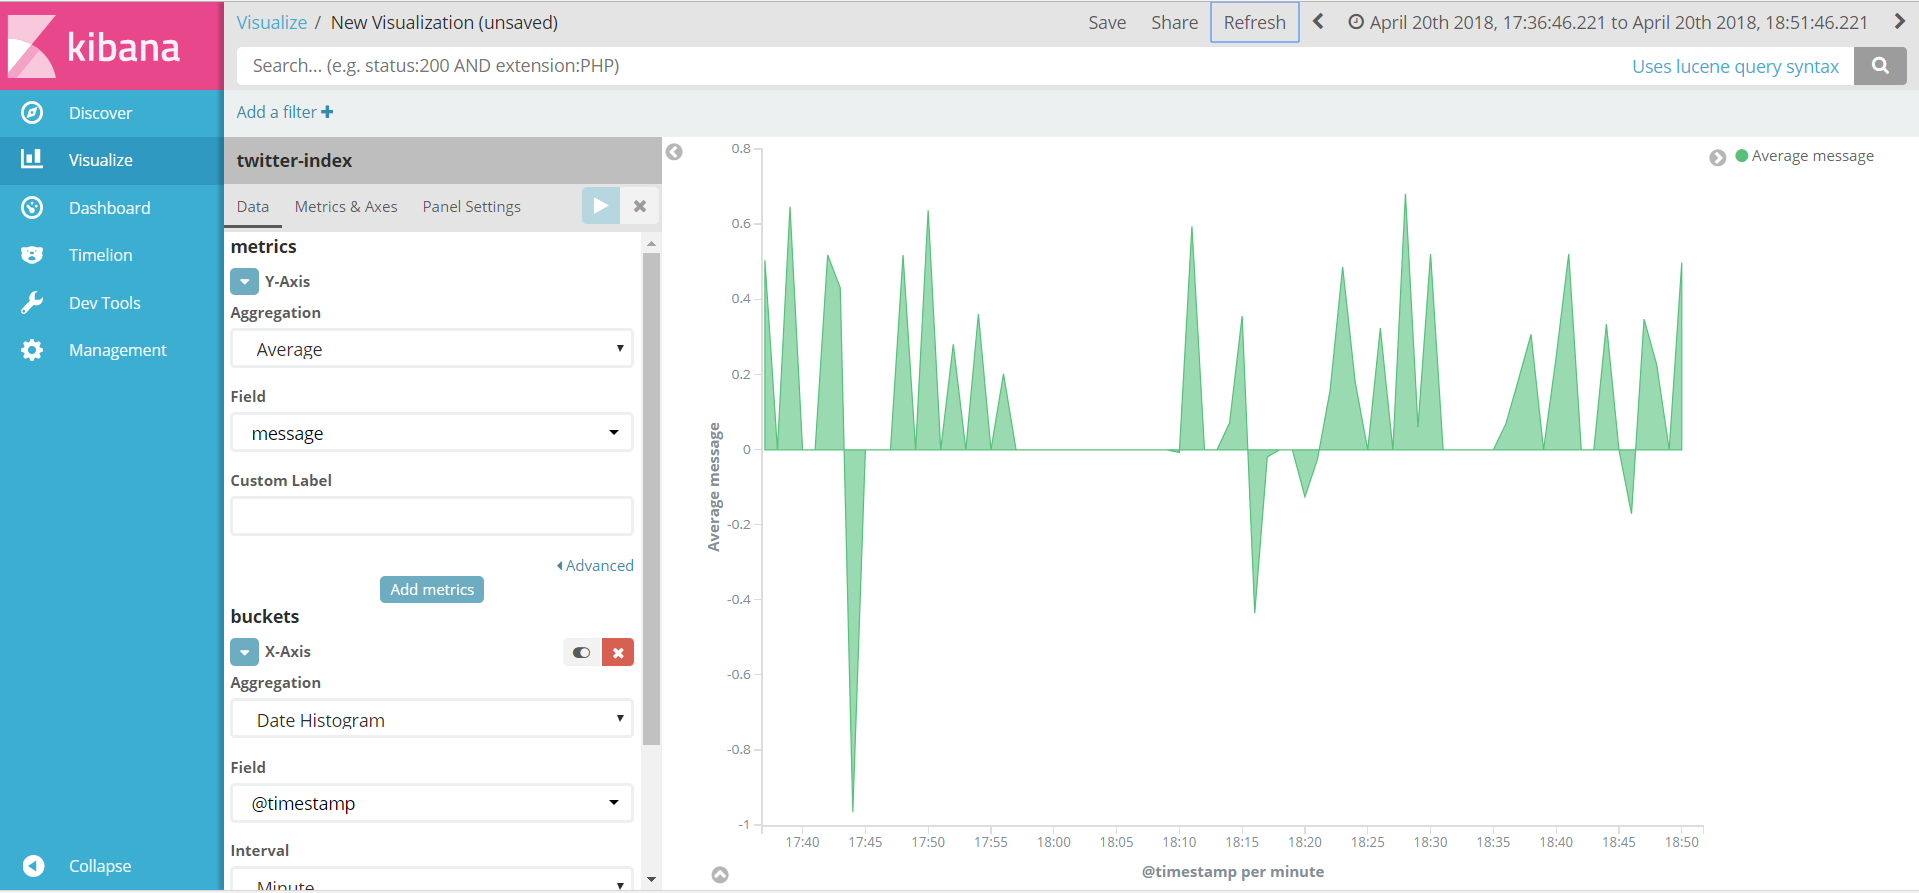 kibana
Discover
Visualize
Dashboard
Timelion
Dev Tools
Management
Collapse
Visualize / New Visualization (unsaved)
Save Share Refresh April 20th 2018, 17:36:46.221 to April 20th 2018, 18:51:46.221
Search... (e.g. status:200 AND extension:PHP) Uses lucene query syntax
Add a filter
twitter-index
Data Metrics & Axes Panel Settings
metrics
Y-Axis
Aggregation
Average
Field
message
Custom Label
Advanced
Add metrics
buckets
X-Axis
Aggregation
Date Histogram
Field
@timestamp
Interval
Minute
Average message
Average message
0.8
0.6
0.4
0.2
0
-0.2
-0.4
-0.6
-0.8
-1
17:40 17:45 17:50 17:55 18:00 18:05 18:10 18:15 18:20 18:25 18:30 18:35 18:40 18:45 18:50
@timestamp per minute